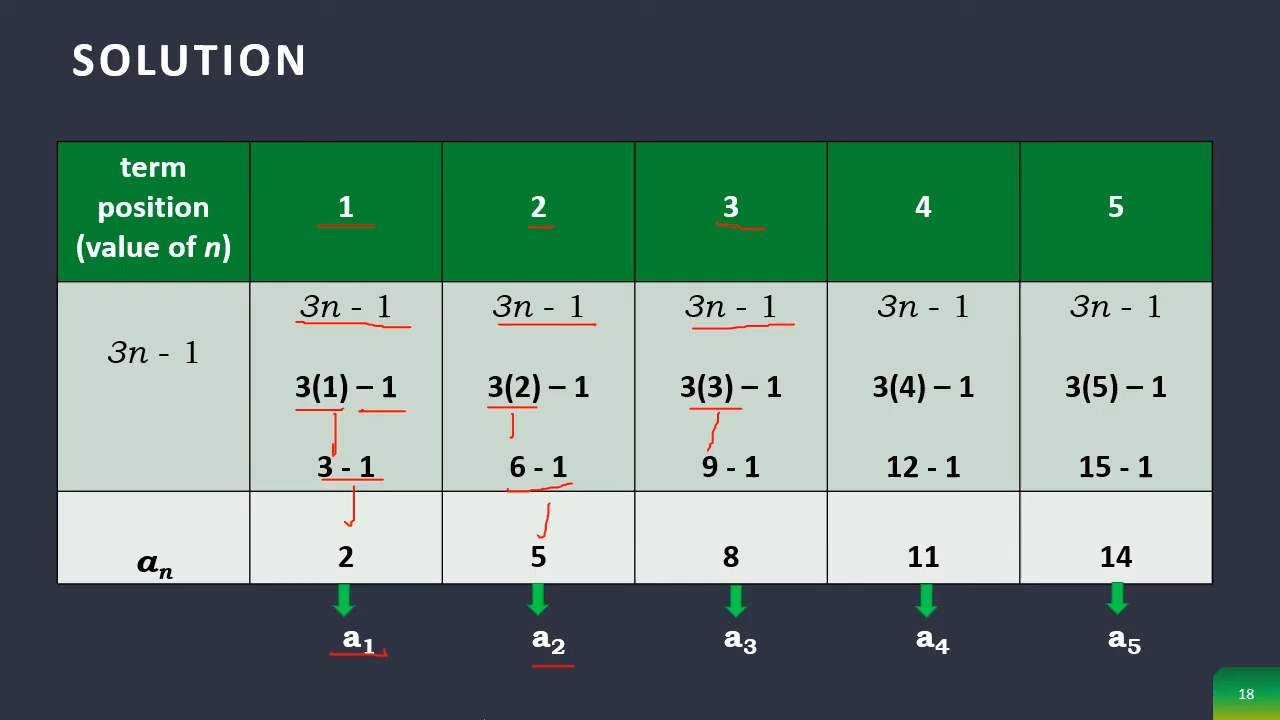 SOLUTION
term position (value of n) 1 2 3 4 5
3n - 1
3n - 1 3n - 1 3n - 1 3n - 1 3n - 1
3(1) – 1 3(2) – 1 3(3) – 1 3(4) – 1 3(5) – 1
3 - 1 6 - 1 9 - 1 12 - 1 15 - 1
aₙ 2 5 8 11 14
a₁ a₂ a₃ a₄ a₅
18